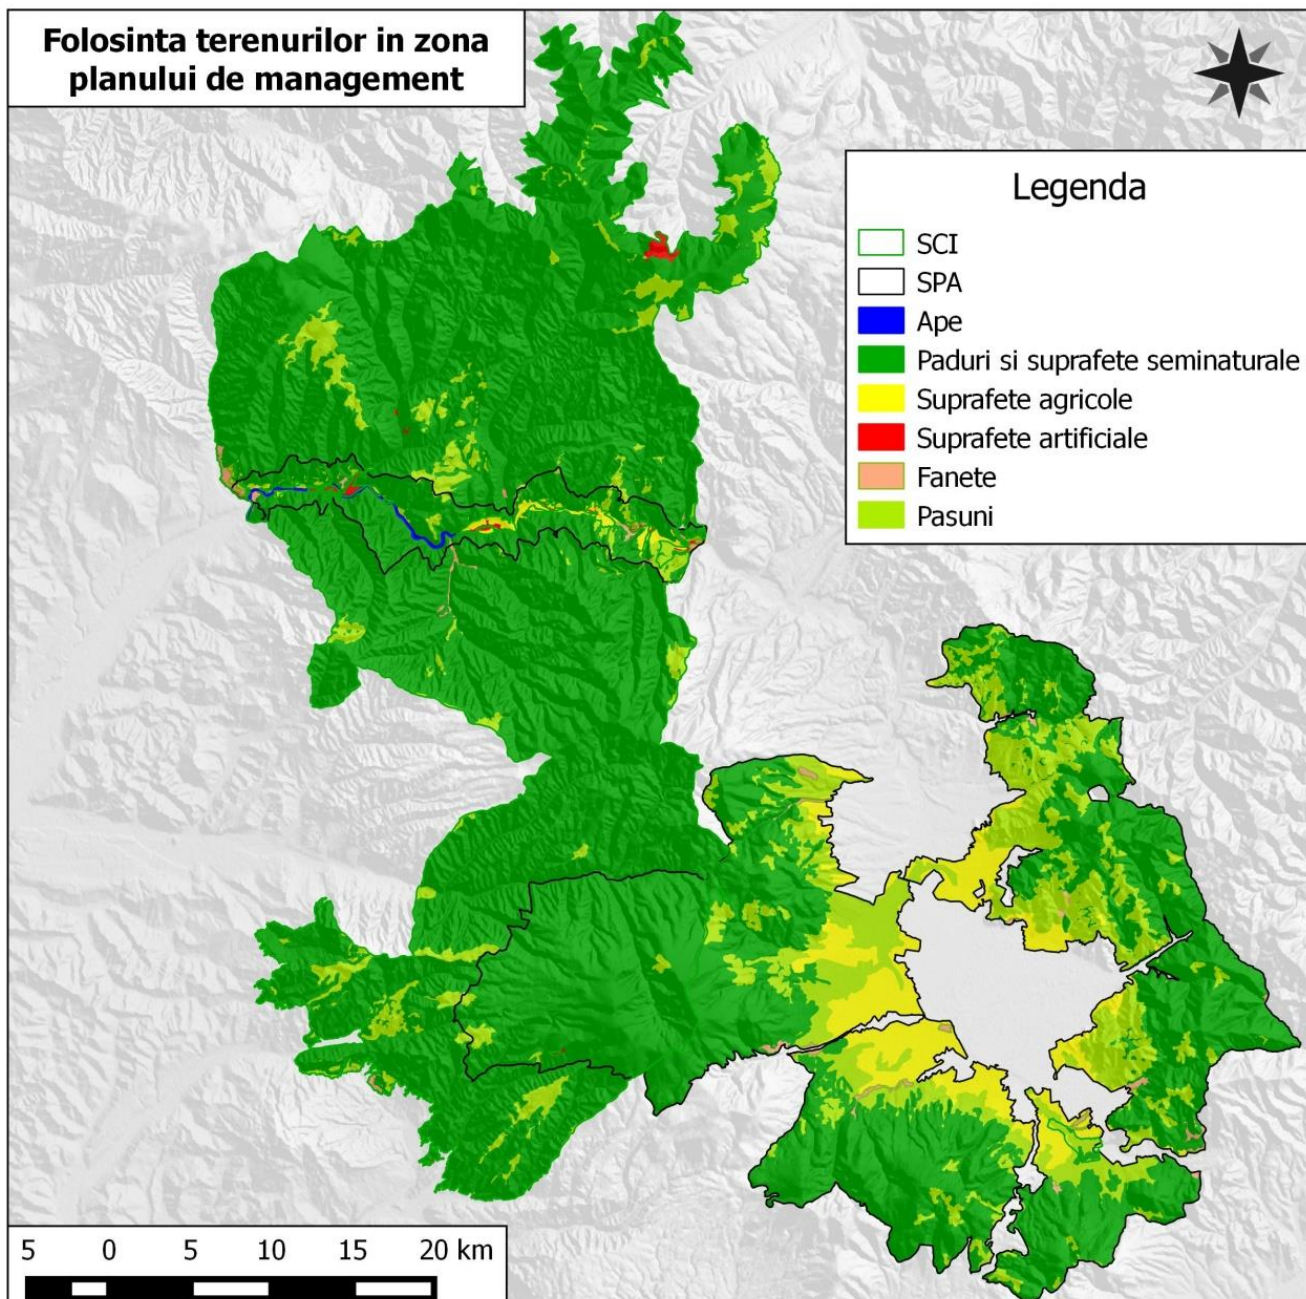 Folosinta terenurilor in zona
planului de management
Legenda
SCI
SPA
Ape
Paduri si suprafete seminaturale
Suprafete agricole
Suprafete artificiale
Fanete
Pasuni
5 0 5 10 15 20 km